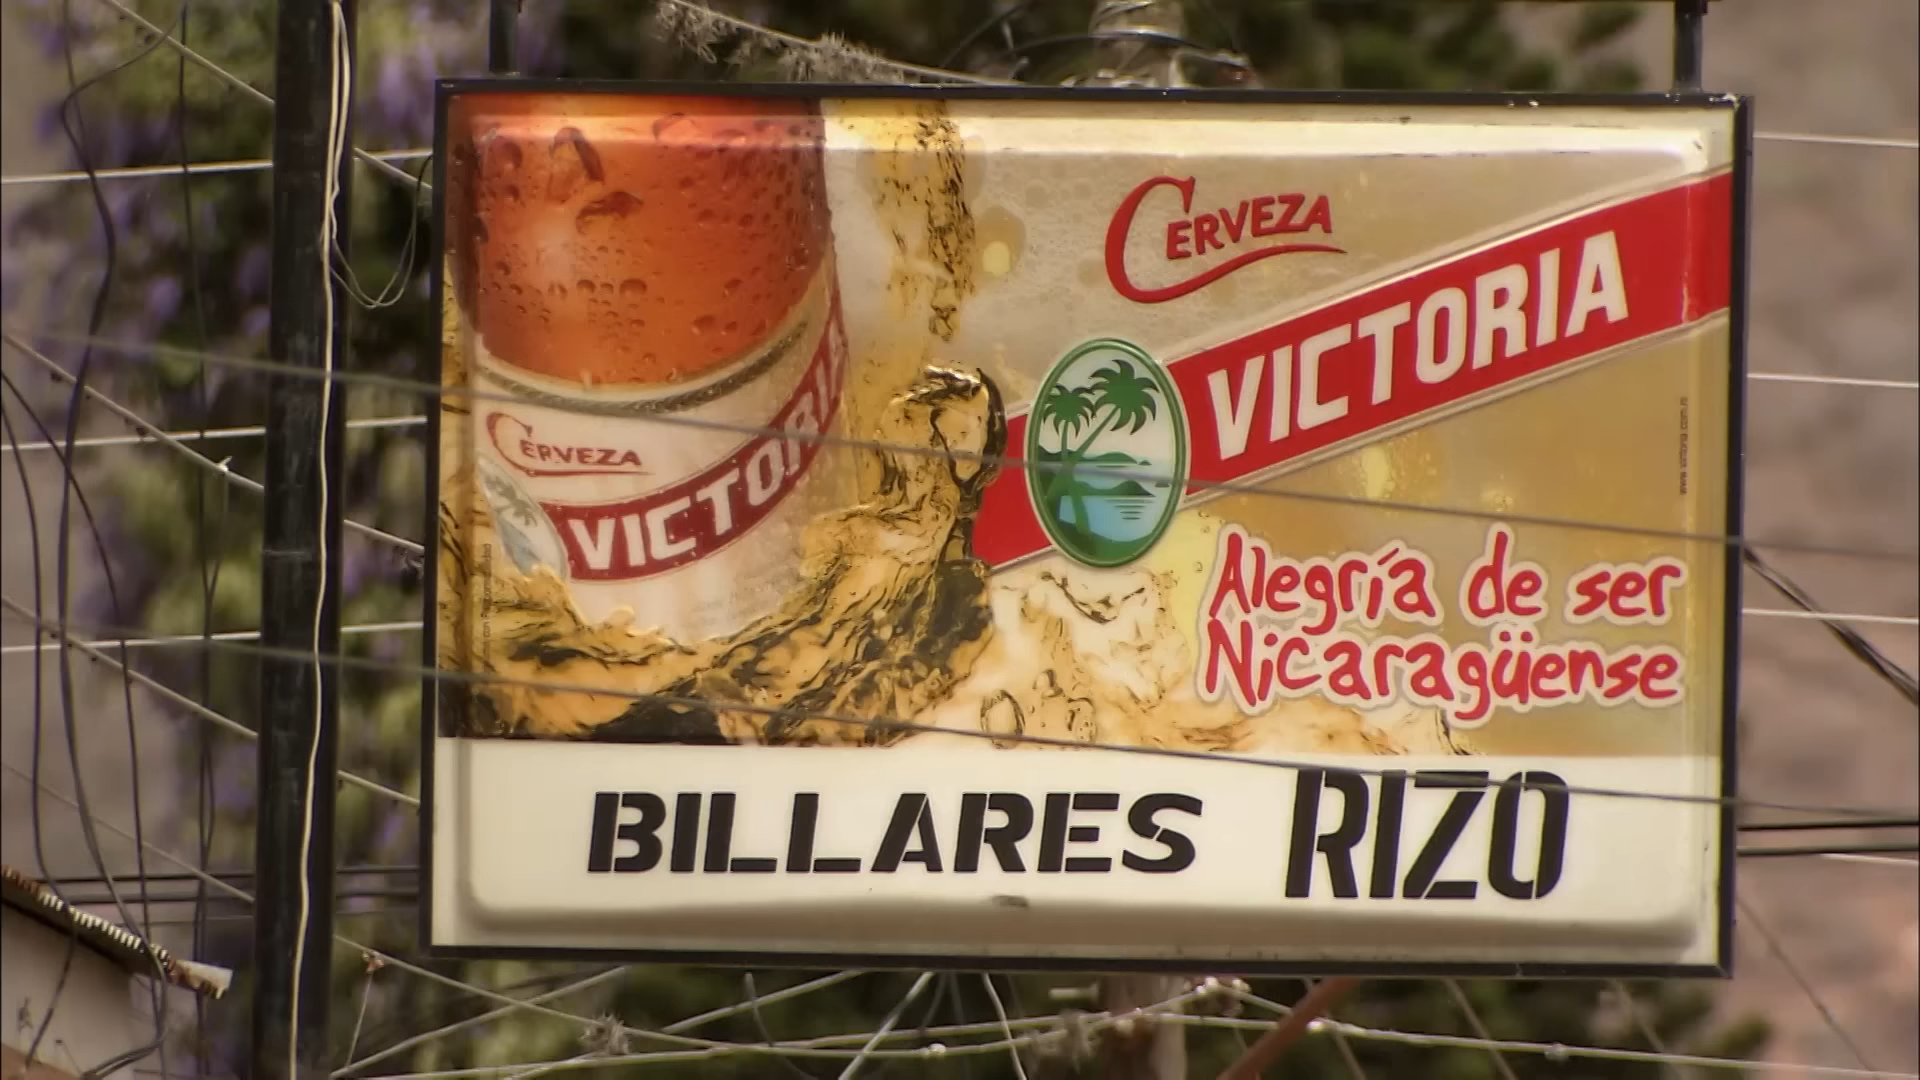 CERVEZA
VICTORIA
CERVEZA
VICTORIA
Alegría de ser
Nicaragüense
BILLARES RIZO